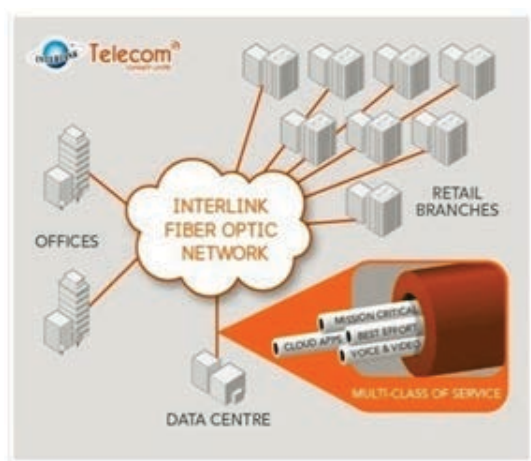 INTERLINK
Telecom
INTERLINK
FIBER OPTIC
NETWORK
OFFICES
RETAIL
BRANCHES
MISSION CRITICAL
CLOUD APPS
BEST EFFORT
VOICE & VIDEO
MULTI-CLASS OF SERVICE
DATA CENTRE